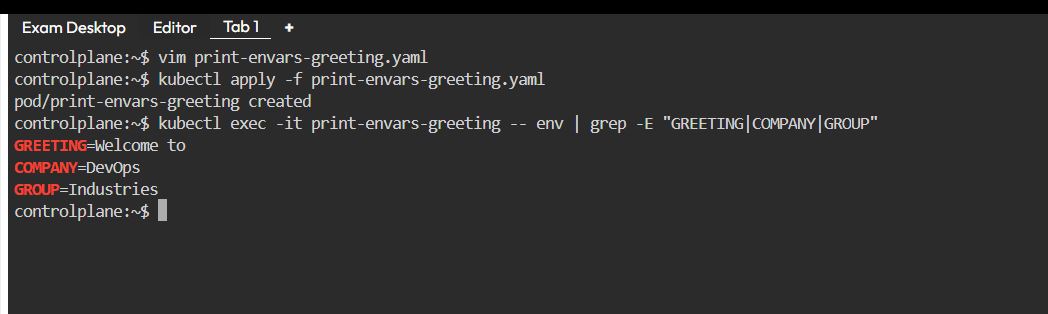 Exam Desktop Editor Tab 1 +
controlplane:~$ vim print-envars-greeting.yaml
controlplane:~$ kubectl apply -f print-envars-greeting.yaml
pod/print-envars-greeting created
controlplane:~$ kubectl exec -it print-envars-greeting -- env | grep -E "GREETING|COMPANY|GROUP"
GREETING=Welcome to
COMPANY=DevOps
GROUP=Industries
controlplane:~$